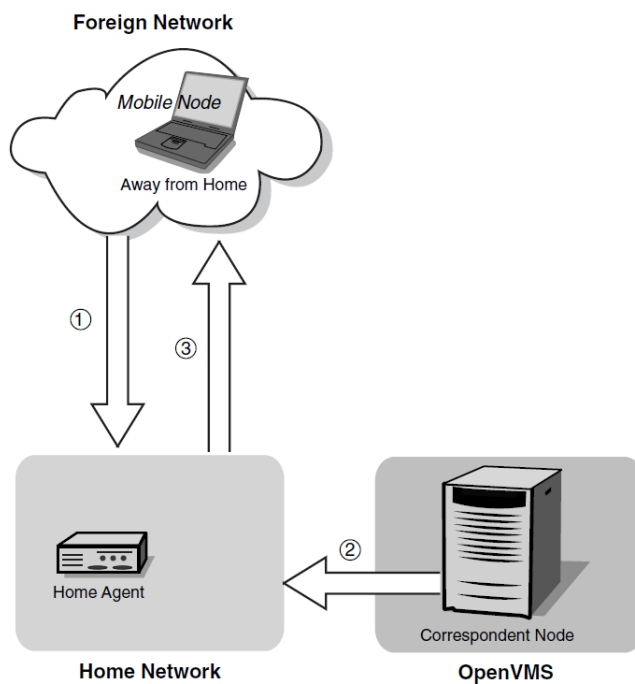 Foreign Network
Mobile Node
Away from Home
①
③
②
Home Agent
Correspondent Node
Home Network
OpenVMS